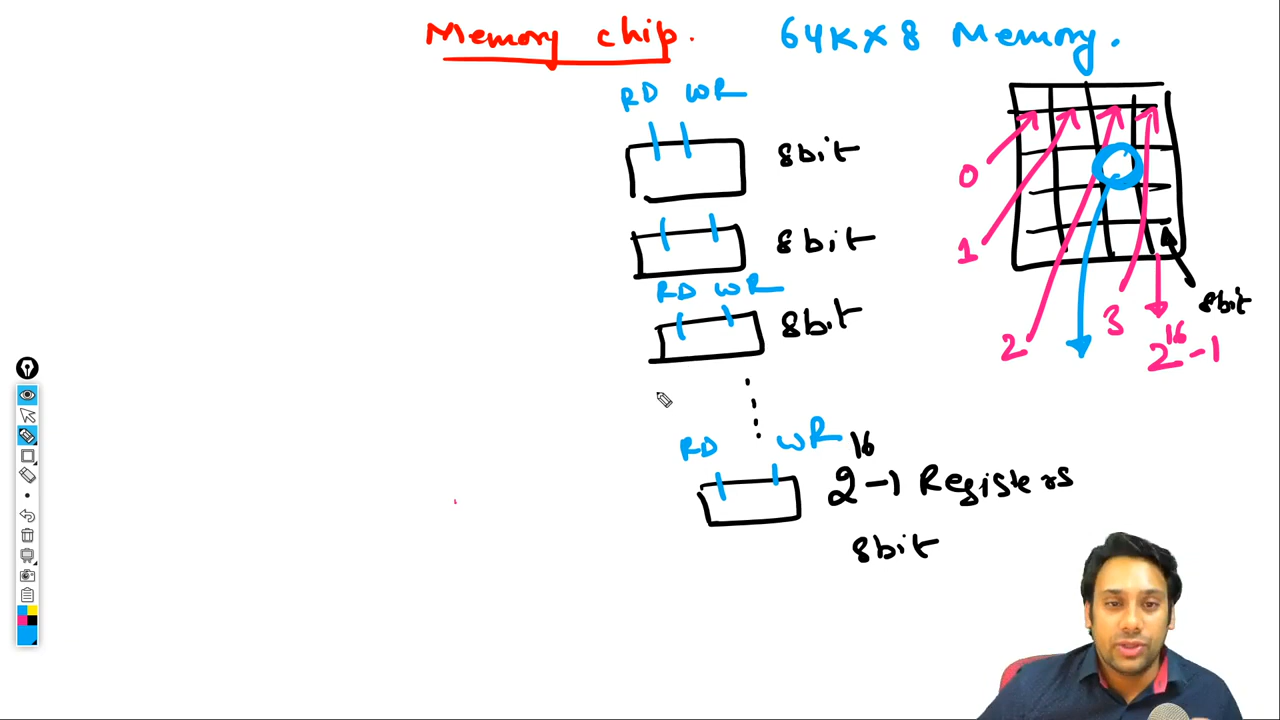 Memory chip. 64K×8 Memory.
RD WR
8bit
0
8bit
1
RD WR
8bit
8bit
2
3
2^16-1
RD WR
2^16-1 Registers
8bit